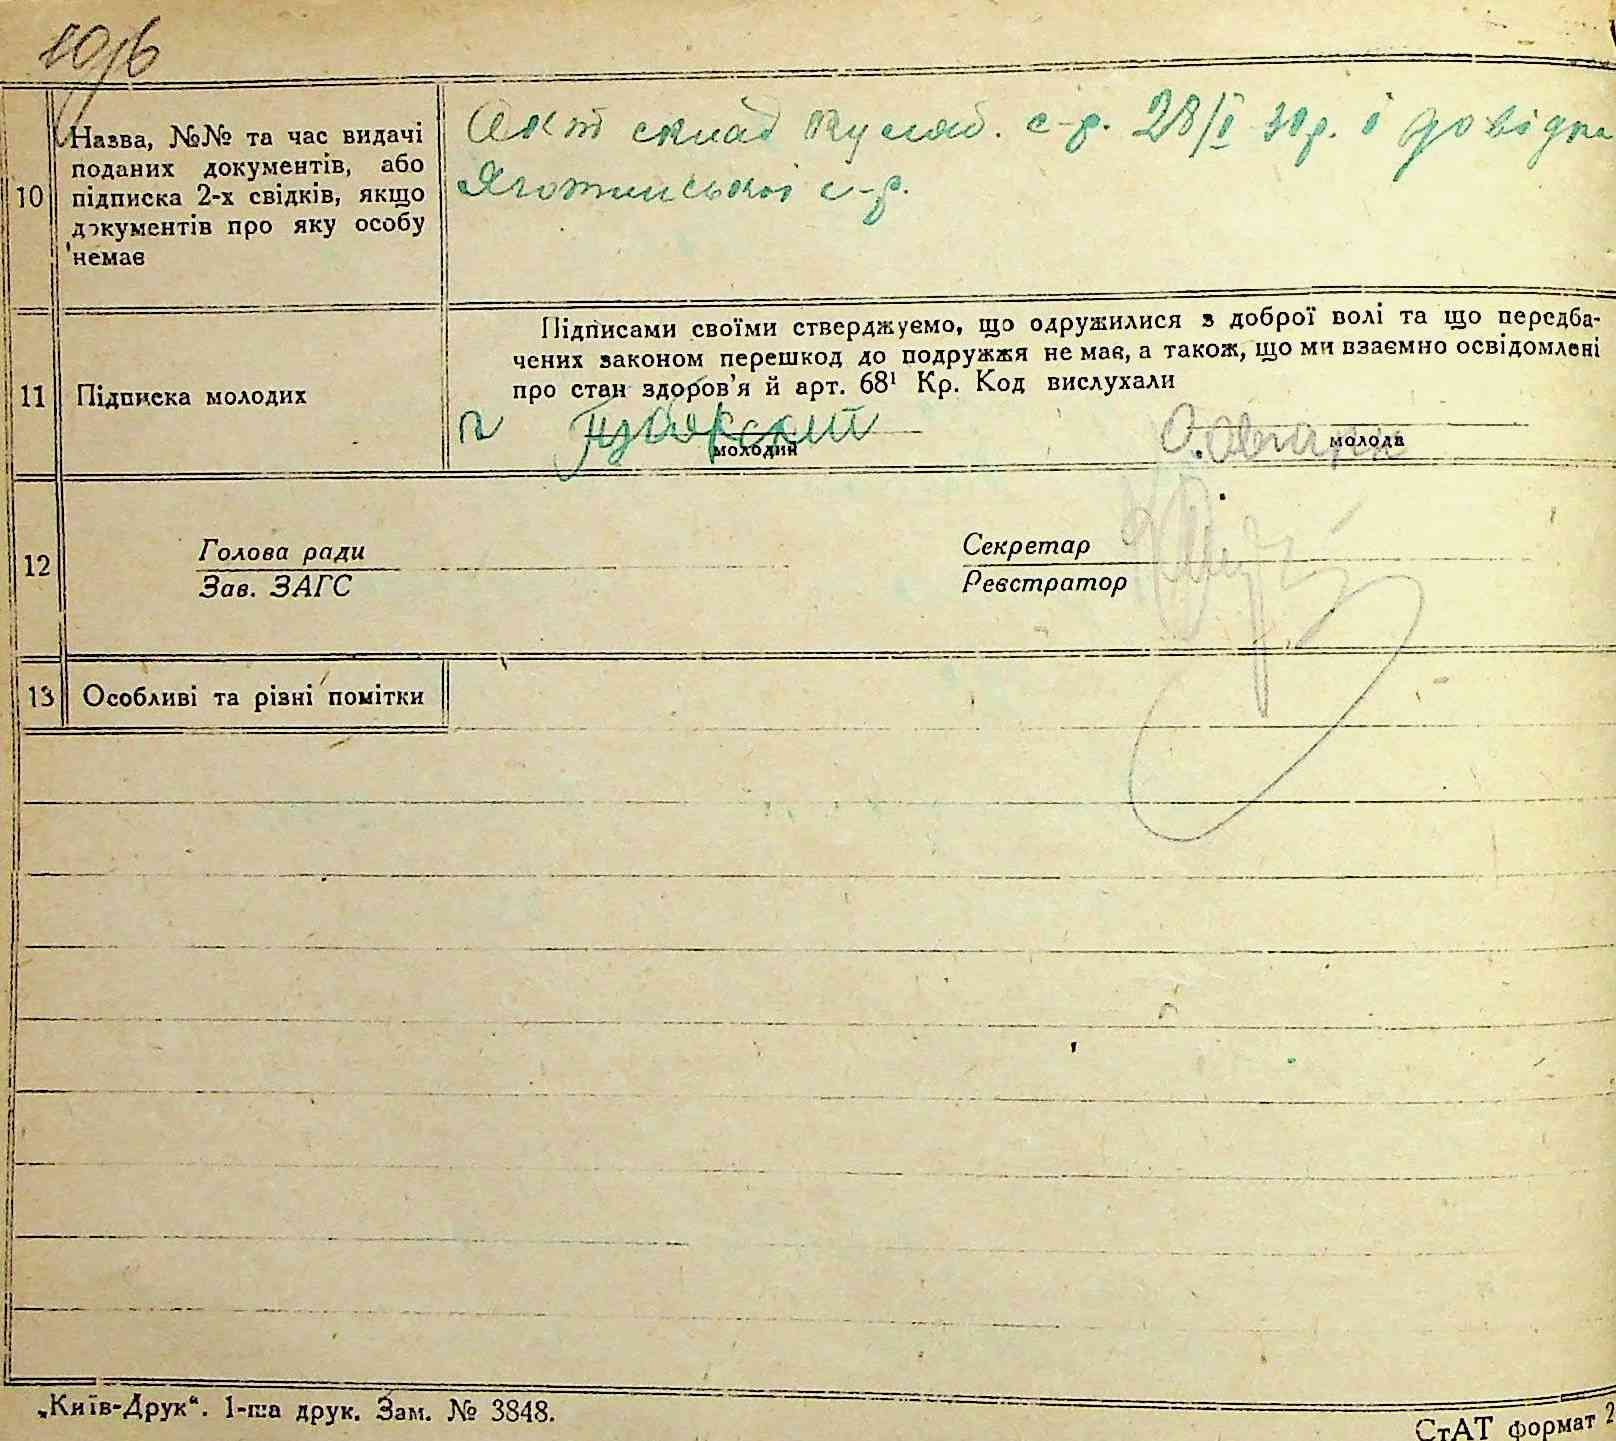 10
Назва, №№ та час видачі
поданих документів, або
підписка 2-х свідків, якщо
документів про яку особу
немає
Акт склад с-р. 28/I 30р. і довідка
Яготинської с-р.
11
Підписка молодих
Підписами своїми стверджуємо, що одружилися з доброї волі та що передба-
чених законом перешкод до подружжя не має, а також, що ми взаємно освідомлені
про стан здоров'я й арт. 68¹ Кр. Код вислухали
молодий
молода
12
Голова ради
Зав. ЗАГС
Секретар
Реєстратор
13
Особливі та різні помітки
„Київ-Друк“. 1-ша друк. Зам. № 3848.
СтАТ формат 2